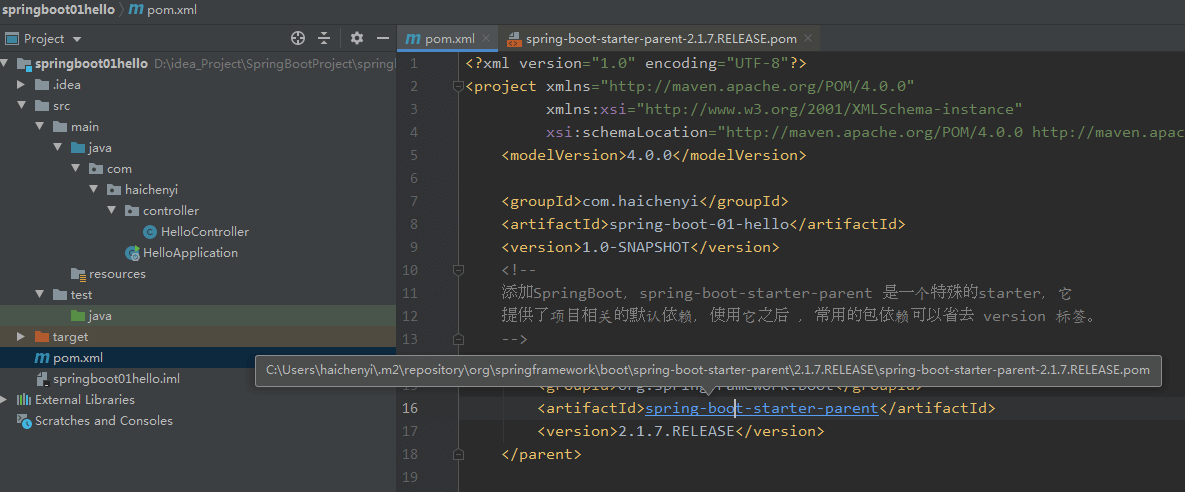 springboot01hello pom.xml
Project
pom.xml spring-boot-starter-parent-2.1.7.RELEASE.pom
springboot01hello D:\idea_Project\SpringBootProject\spring
.idea
src
main
java
com
haichenyi
controller
HelloController
HelloApplication
resources
test
java
target
pom.xml
springboot01hello.iml
External Libraries
Scratches and Consoles
1 <?xml version="1.0" encoding="UTF-8"?>
2 <project xmlns="http://maven.apache.org/POM/4.0.0"
3 xmlns:xsi="http://www.w3.org/2001/XMLSchema-instance"
4 xsi:schemaLocation="http://maven.apache.org/POM/4.0.0 http://maven.apac
5 <modelVersion>4.0.0</modelVersion>
6
7 <groupId>com.haichenyi</groupId>
8 <artifactId>spring-boot-01-hello</artifactId>
9 <version>1.0-SNAPSHOT</version>
10 <!--
11 添加SpringBoot，spring-boot-starter-parent 是一个特殊的starter，它
12 提供了项目相关的默认依赖，使用它之后 ，常用的包依赖可以省去 version 标签。
13 -->
C:\Users\haichenyi\.m2\repository\org\springframework\boot\spring-boot-starter-parent\2.1.7.RELEASE\spring-boot-starter-parent-2.1.7.RELEASE.pom
15 <groupId>org.springframework.boot</groupId>
16 <artifactId>spring-boot-starter-parent</artifactId>
17 <version>2.1.7.RELEASE</version>
18 </parent>
19